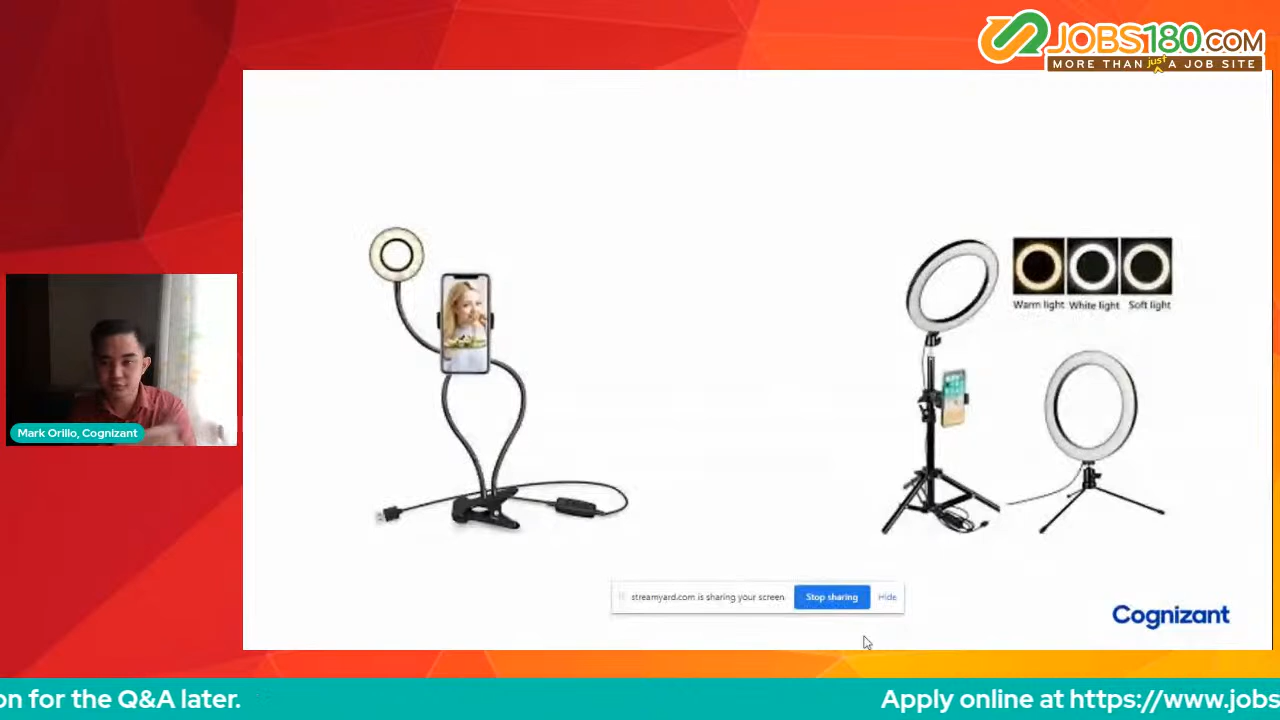 JOBS180.COM
MORE THAN just A JOB SITE
Warm light White light Soft light
Mark Orillo, Cognizant
streamyard.com is sharing your screen Stop sharing Hide
Cognizant
on for the Q&A later. Apply online at https://www.jobs